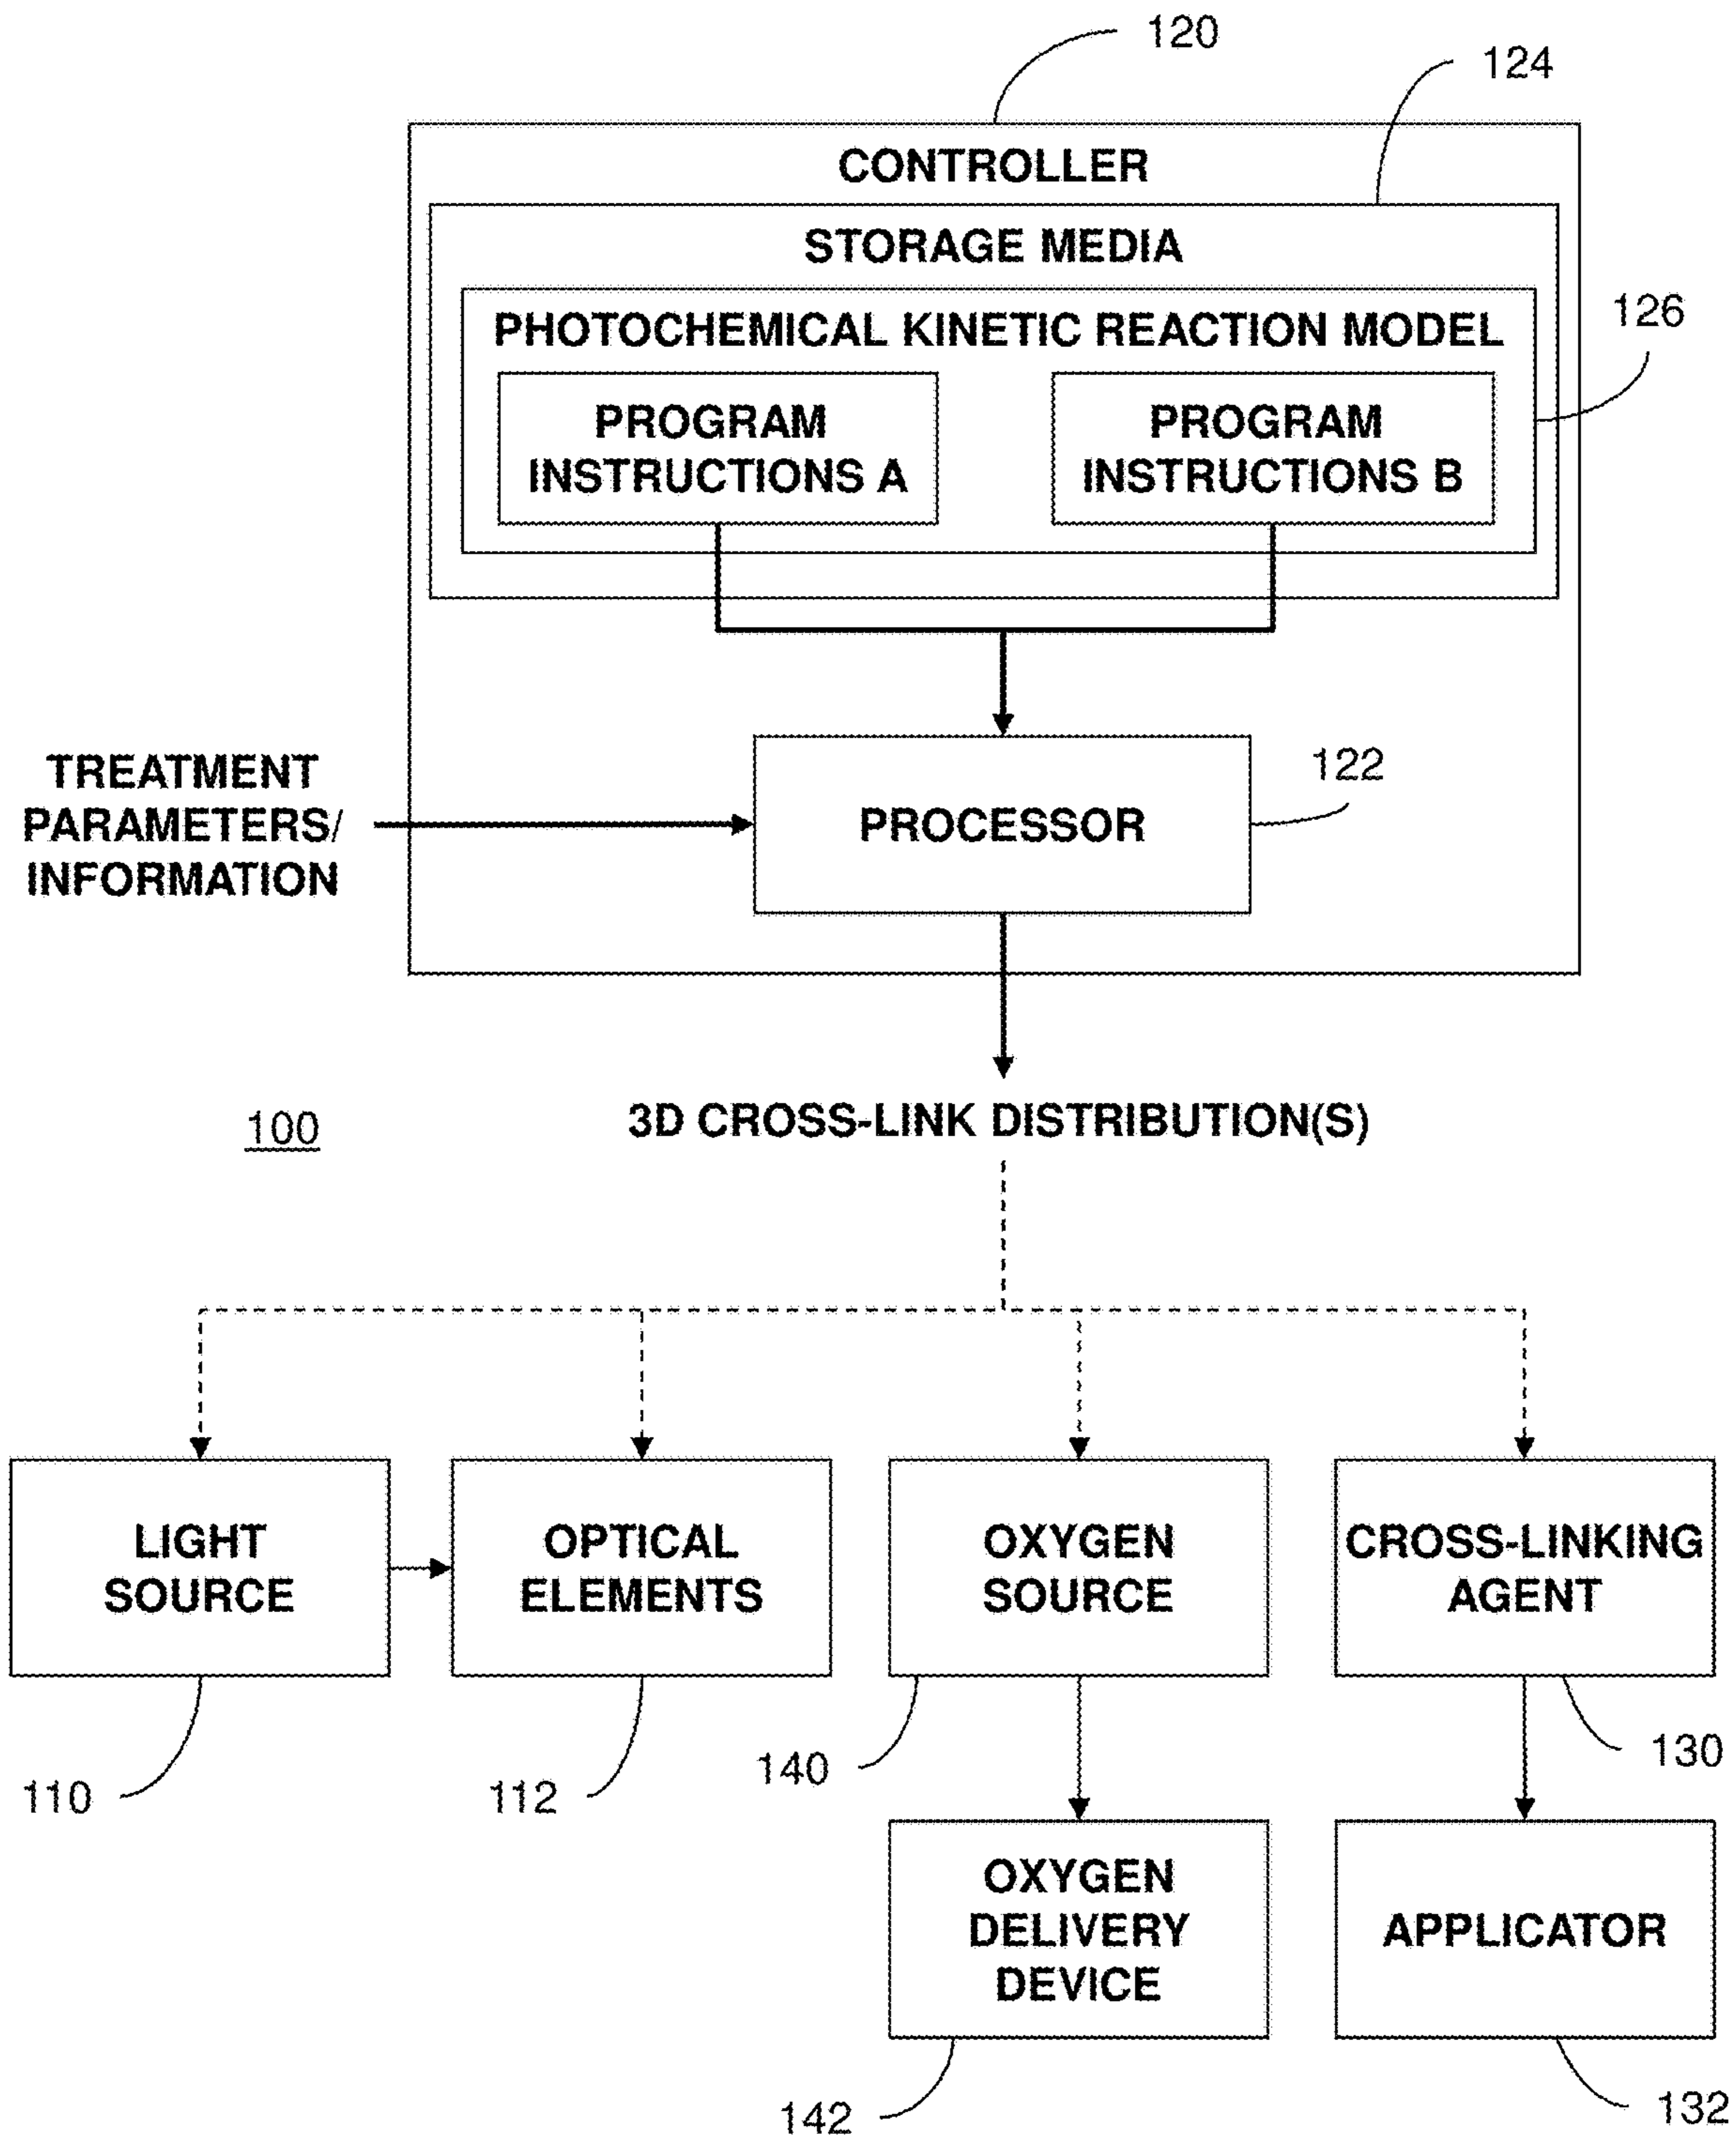 120
124
CONTROLLER
STORAGE MEDIA
126
PHOTOCHEMICAL KINETIC REACTION MODEL
PROGRAM
INSTRUCTIONS A
PROGRAM
INSTRUCTIONS B
TREATMENT
PARAMETERS/
INFORMATION
122
PROCESSOR
100
3D CROSS-LINK DISTRIBUTION(S)
LIGHT
SOURCE
OPTICAL
ELEMENTS
OXYGEN
SOURCE
CROSS-LINKING
AGENT
110
112
140
130
OXYGEN
DELIVERY
DEVICE
APPLICATOR
142
132